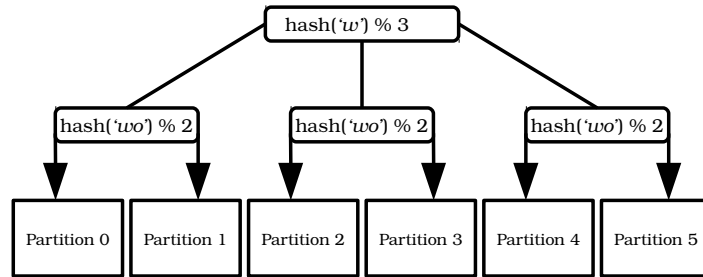 hash(‘w’) % 3
hash(‘wo’) % 2 hash(‘wo’) % 2 hash(‘wo’) % 2
Partition 0 Partition 1 Partition 2 Partition 3 Partition 4 Partition 5